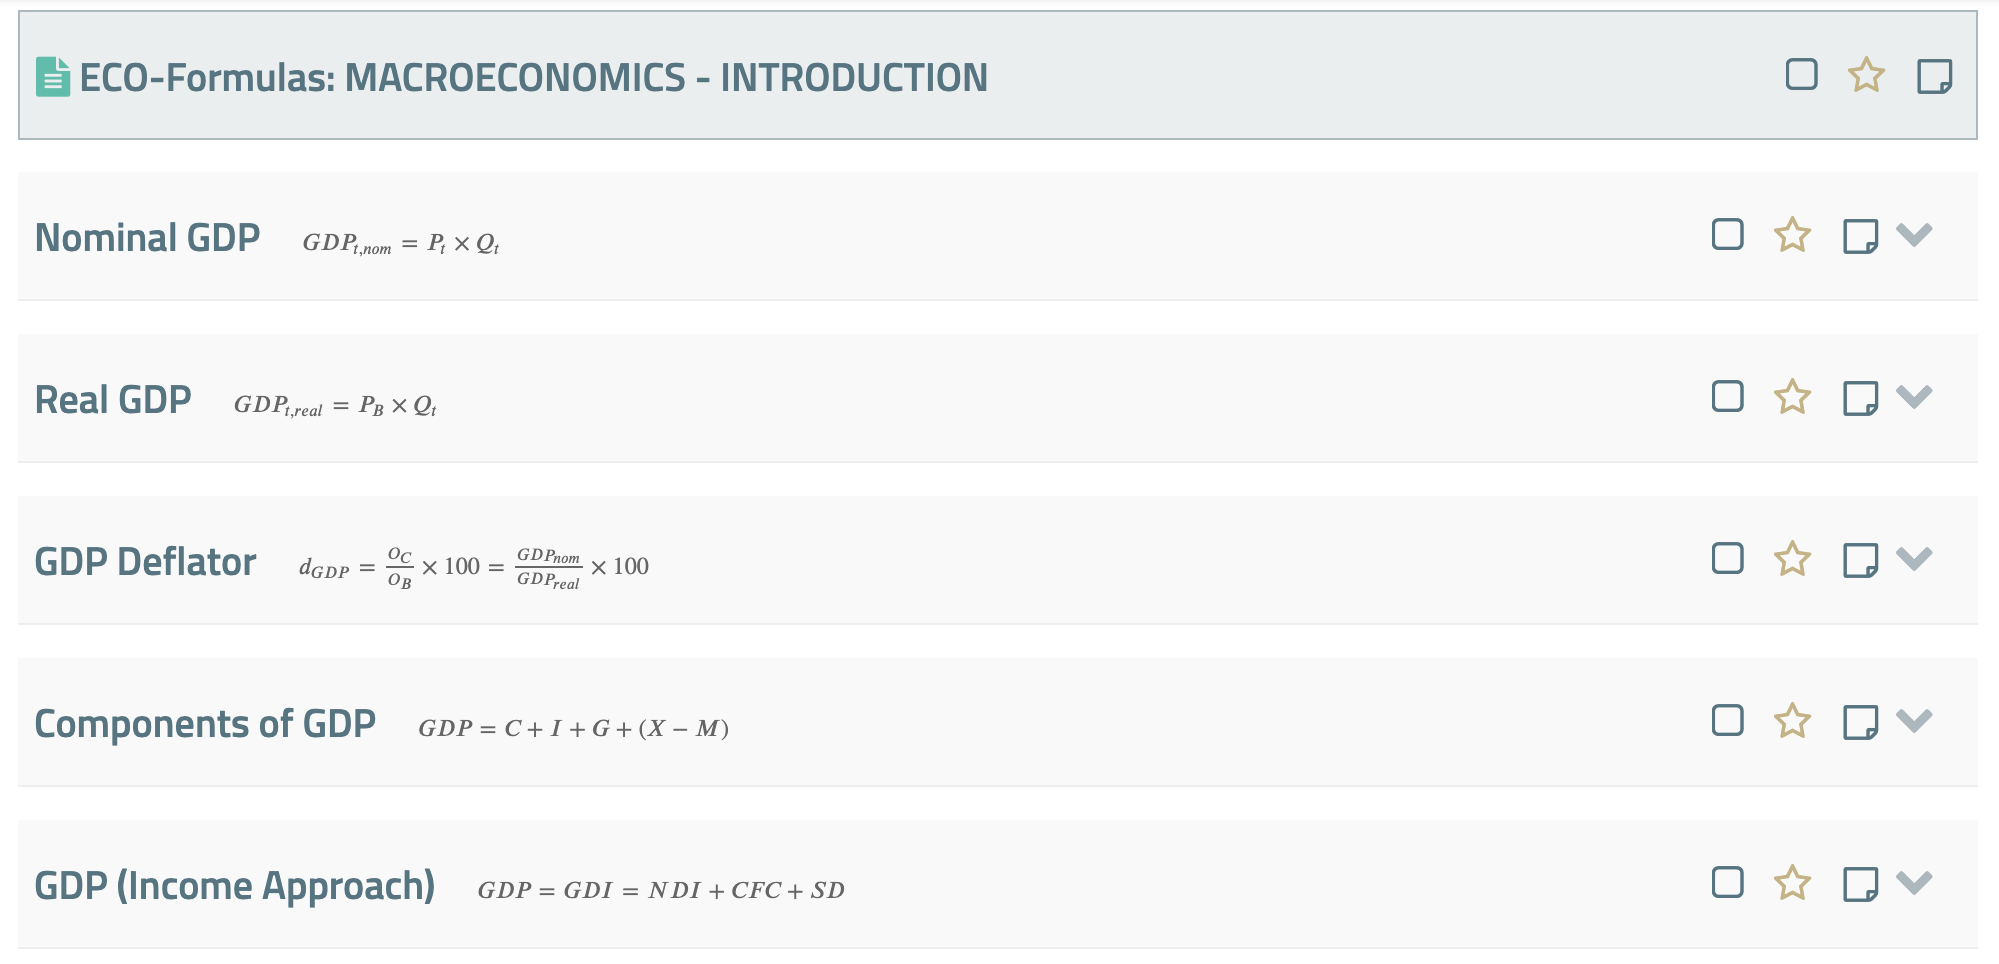 ECO-Formulas: MACROECONOMICS - INTRODUCTION
Nominal GDP $GDP_{t,nom} = P_t \times Q_t$
Real GDP $GDP_{t,real} = P_B \times Q_t$
GDP Deflator $d_{GDP} = \frac{O_C}{O_B} \times 100 = \frac{GDP_{nom}}{GDP_{real}} \times 100$
Components of GDP $GDP = C + I + G + (X - M)$
GDP (Income Approach) $GDP = GDI = NDI + CFC + SD$